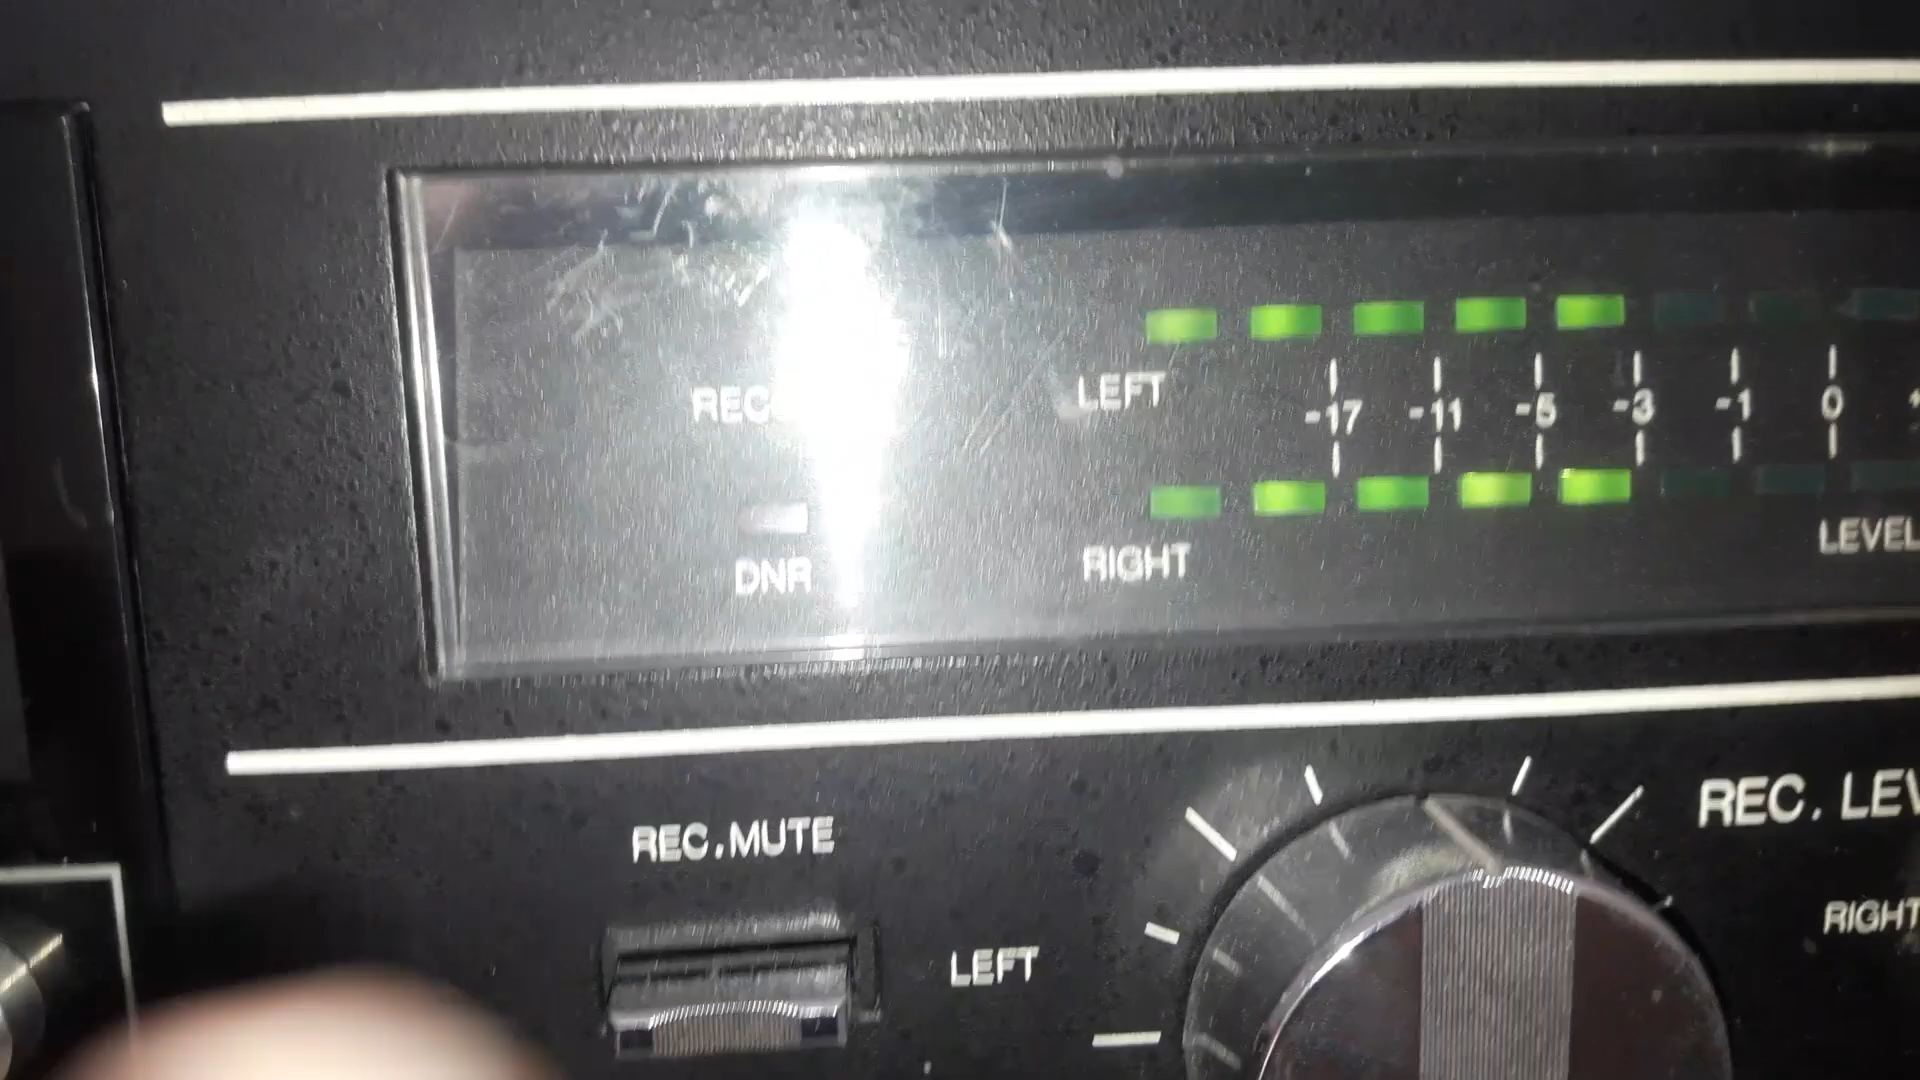 REC
LEFT
-17 -11 -5 -3 -1 0
DNR
RIGHT
LEVEL
REC.MUTE
REC. LEV
LEFT
RIGHT